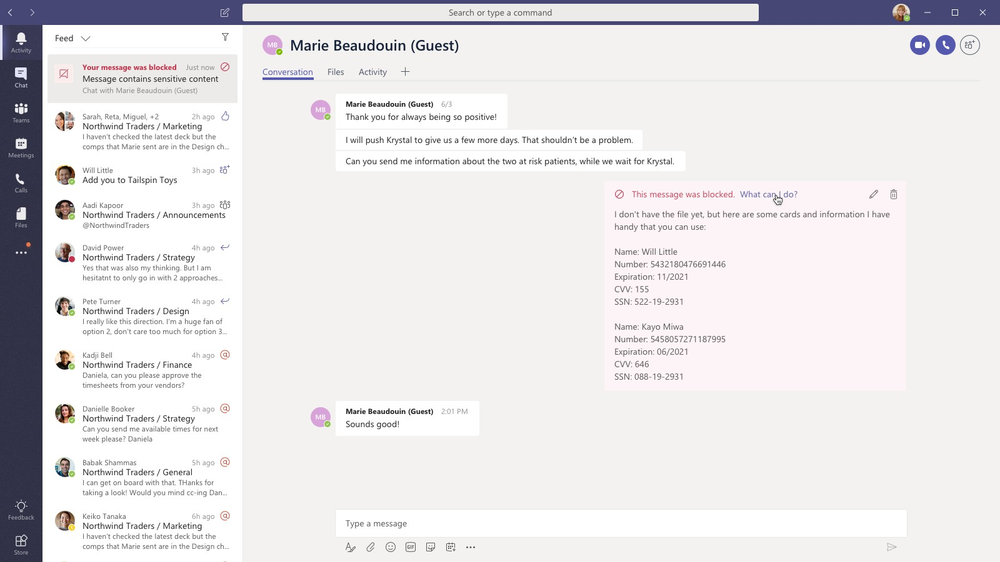 Search or type a command
Activity
Chat
Teams
Meetings
Calls
Files
Feedback
Store
Feed
Your message was blocked Just now
Message contains sensitive content
Chat with Marie Beaudouin (Guest)
Sarah, Reta, Miguel, +2 2h ago
Northwind Traders / Marketing
I haven't checked the latest deck but the
comps that Marie sent are in the Design ch...
Will Little 3h ago
Add you to Tailspin Toys
Aadi Kapoor 3h ago
Northwind Traders / Announcements
@NorthwindTraders
David Power 4h ago
Northwind Traders / Strategy
Yes that was also my thinking. But I am
hesitatnt to only go in with 2 approaches...
Pete Turner 4h ago
Northwind Traders / Design
I really like this direction. I'm a huge fan of
option 2, don't care too much for option 3...
Kadji Bell 4h ago
Northwind Traders / Finance
Daniela, can you please approve the
timesheets from your vendors?
Danielle Booker 5h ago
Northwind Traders / Strategy
Can you send me available times for next
week please? Daniela
Babak Shammas 5h ago
Northwind Traders / General
I can get on board with that. THanks for
taking a look! Would you mind cc-ing Dan...
Keiko Tanaka 6h ago
Northwind Traders / Marketing
I haven't checked the latest deck but the
comps that Marie sent are in the Design ch...
MB Marie Beaudouin (Guest)
Conversation Files Activity
MB
Marie Beaudouin (Guest) 6/3
Thank you for always being so positive!
I will push Krystal to give us a few more days. That shouldn't be a problem.
Can you send me information about the two at risk patients, while we wait for Krystal.
This message was blocked. What can I do?
I don't have the file yet, but here are some cards and information I have
handy that you can use:
Name: Will Little
Number: 5432180476691446
Expiration: 11/2021
CVV: 155
SSN: 522-19-2931
Name: Kayo Miwa
Number: 5458057271187995
Expiration: 06/2021
CVV: 646
SSN: 088-19-2931
MB
Marie Beaudouin (Guest) 2:01 PM
Sounds good!
Type a message
GIF